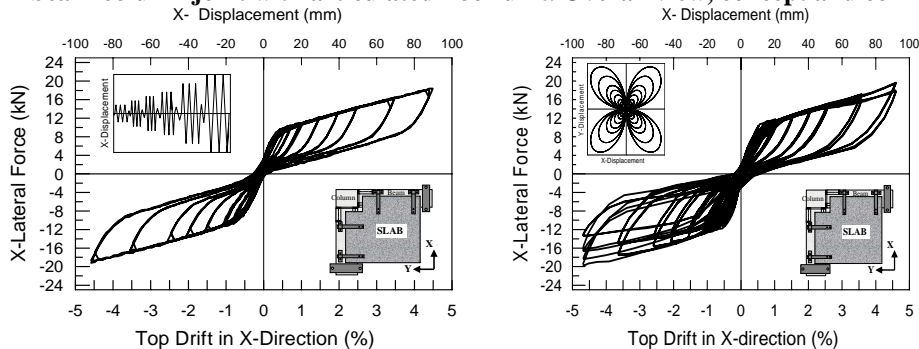 X- Displacement (mm)
-100 -80 -60 -40 -20 0 20 40 60 80 100
24
20
16
12
8
4
0
-4
-8
-12
-16
-20
-24
X-Lateral Force (kN)
X-Displacement
Column
Beam
SLAB
X
Y
-5 -4 -3 -2 -1 0 1 2 3 4 5
Top Drift in X-Direction (%)
X- Displacement (mm)
-100 -80 -60 -40 -20 0 20 40 60 80 100
24
20
16
12
8
4
0
-4
-8
-12
-16
-20
-24
X-Lateral Force (kN)
Y-Displacement
X-Displacement
Column
Beam
SLAB
X
Y
-5 -4 -3 -2 -1 0 1 2 3 4 5
Top Drift in X-direction (%)